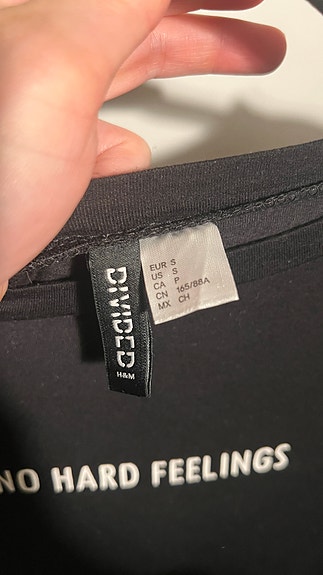 DIVIDED
H&M
EUR S
US S
CA P
CN 165/88A
MX CH
NO HARD FEELINGS